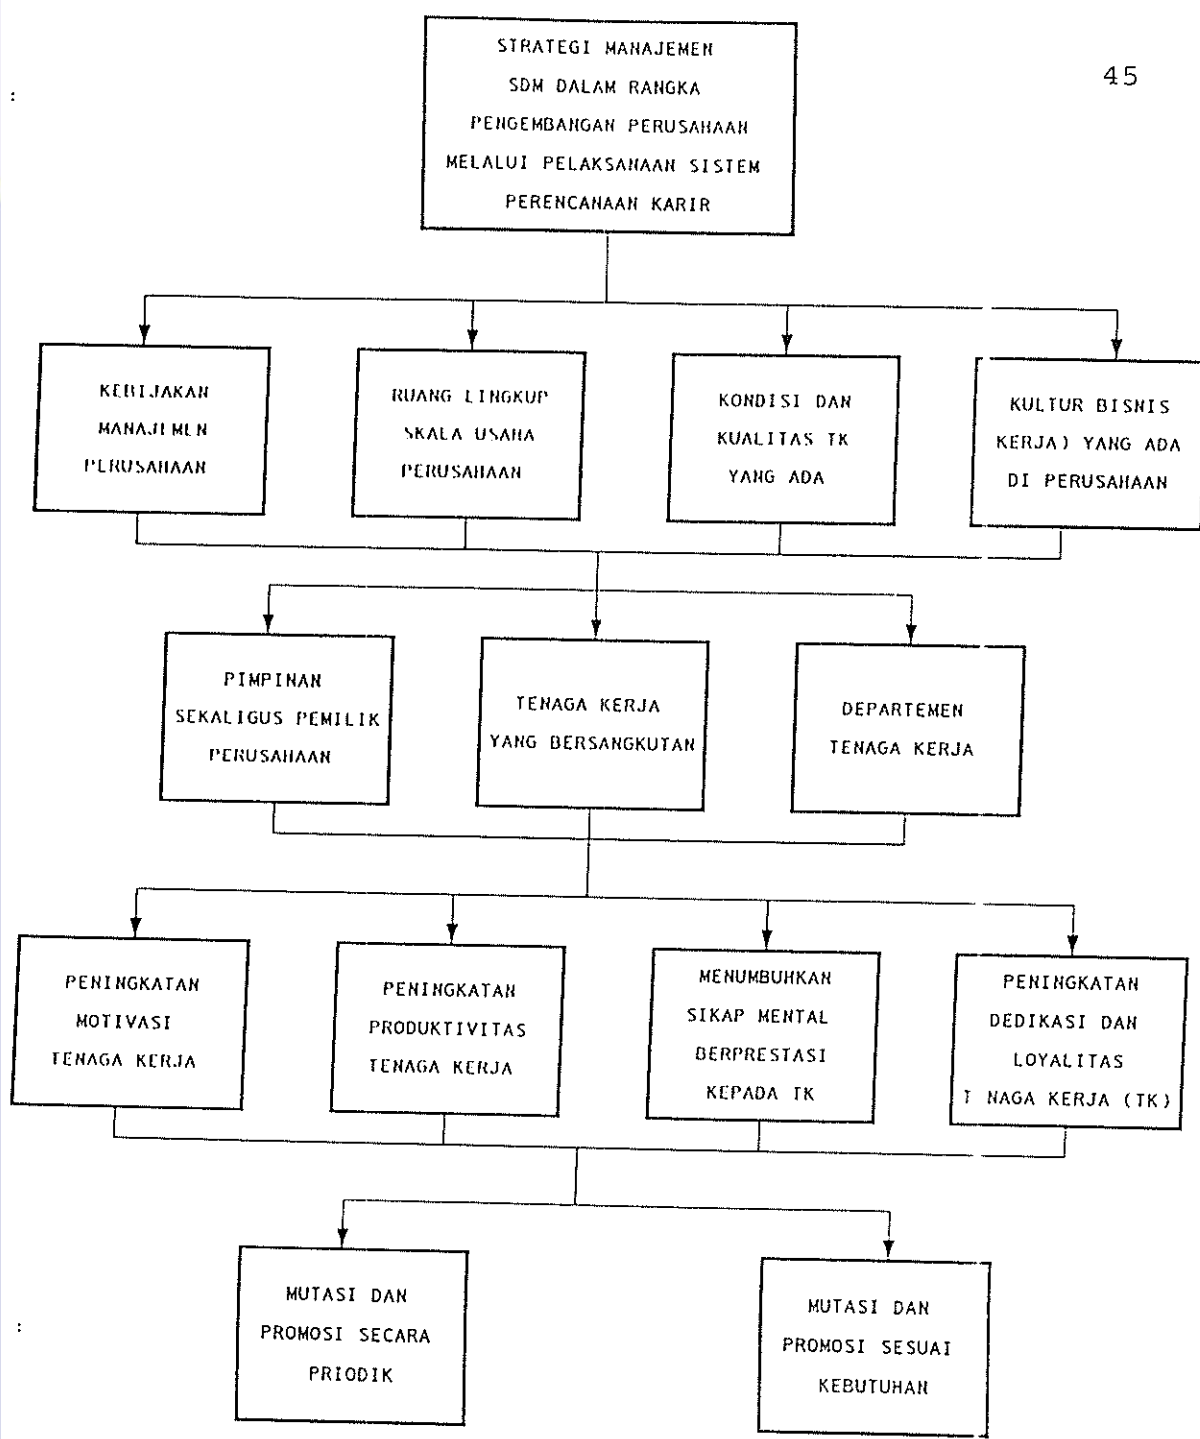 45
STRATEGI MANAJEMEN
SDM DALAM RANGKA
PENGEMBANGAN PERUSAHAAN
MELALUI PELAKSANAAN SISTEM
PERENCANAAN KARIR
KEBIJAKAN
MANAJEMEN
PERUSAHAAN
RUANG LINGKUP
SKALA USAHA
PERUSAHAAN
KONDISI DAN
KUALITAS TK
YANG ADA
KULTUR BISNIS
KERJA) YANG ADA
DI PERUSAHAAN
PIMPINAN
SEKALIGUS PEMILIK
PERUSAHAAN
TENAGA KERJA
YANG BERSANGKUTAN
DEPARTEMEN
TENAGA KERJA
PENINGKATAN
MOTIVASI
TENAGA KERJA
PENINGKATAN
PRODUKTIVITAS
TENAGA KERJA
MENUMBUHKAN
SIKAP MENTAL
BERPRESTASI
KEPADA TK
PENINGKATAN
DEDIKASI DAN
LOYALITAS
T NAGA KERJA (TK)
MUTASI DAN
PROMOSI SECARA
PRIODIK
MUTASI DAN
PROMOSI SESUAI
KEBUTUHAN